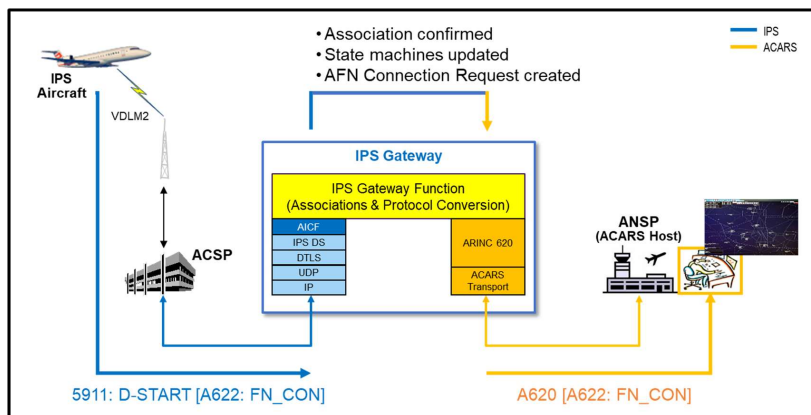 • Association confirmed
• State machines updated
• AFN Connection Request created
IPS
ACARS
IPS
Aircraft
VDLM2
IPS Gateway
IPS Gateway Function
(Associations & Protocol Conversion)
AICF
IPS DS
DTLS
UDP
IP
ARINC 620
ACARS
Transport
ACSP
ANSP
(ACARS Host)
5911: D-START [A622: FN_CON]
A620 [A622: FN_CON]